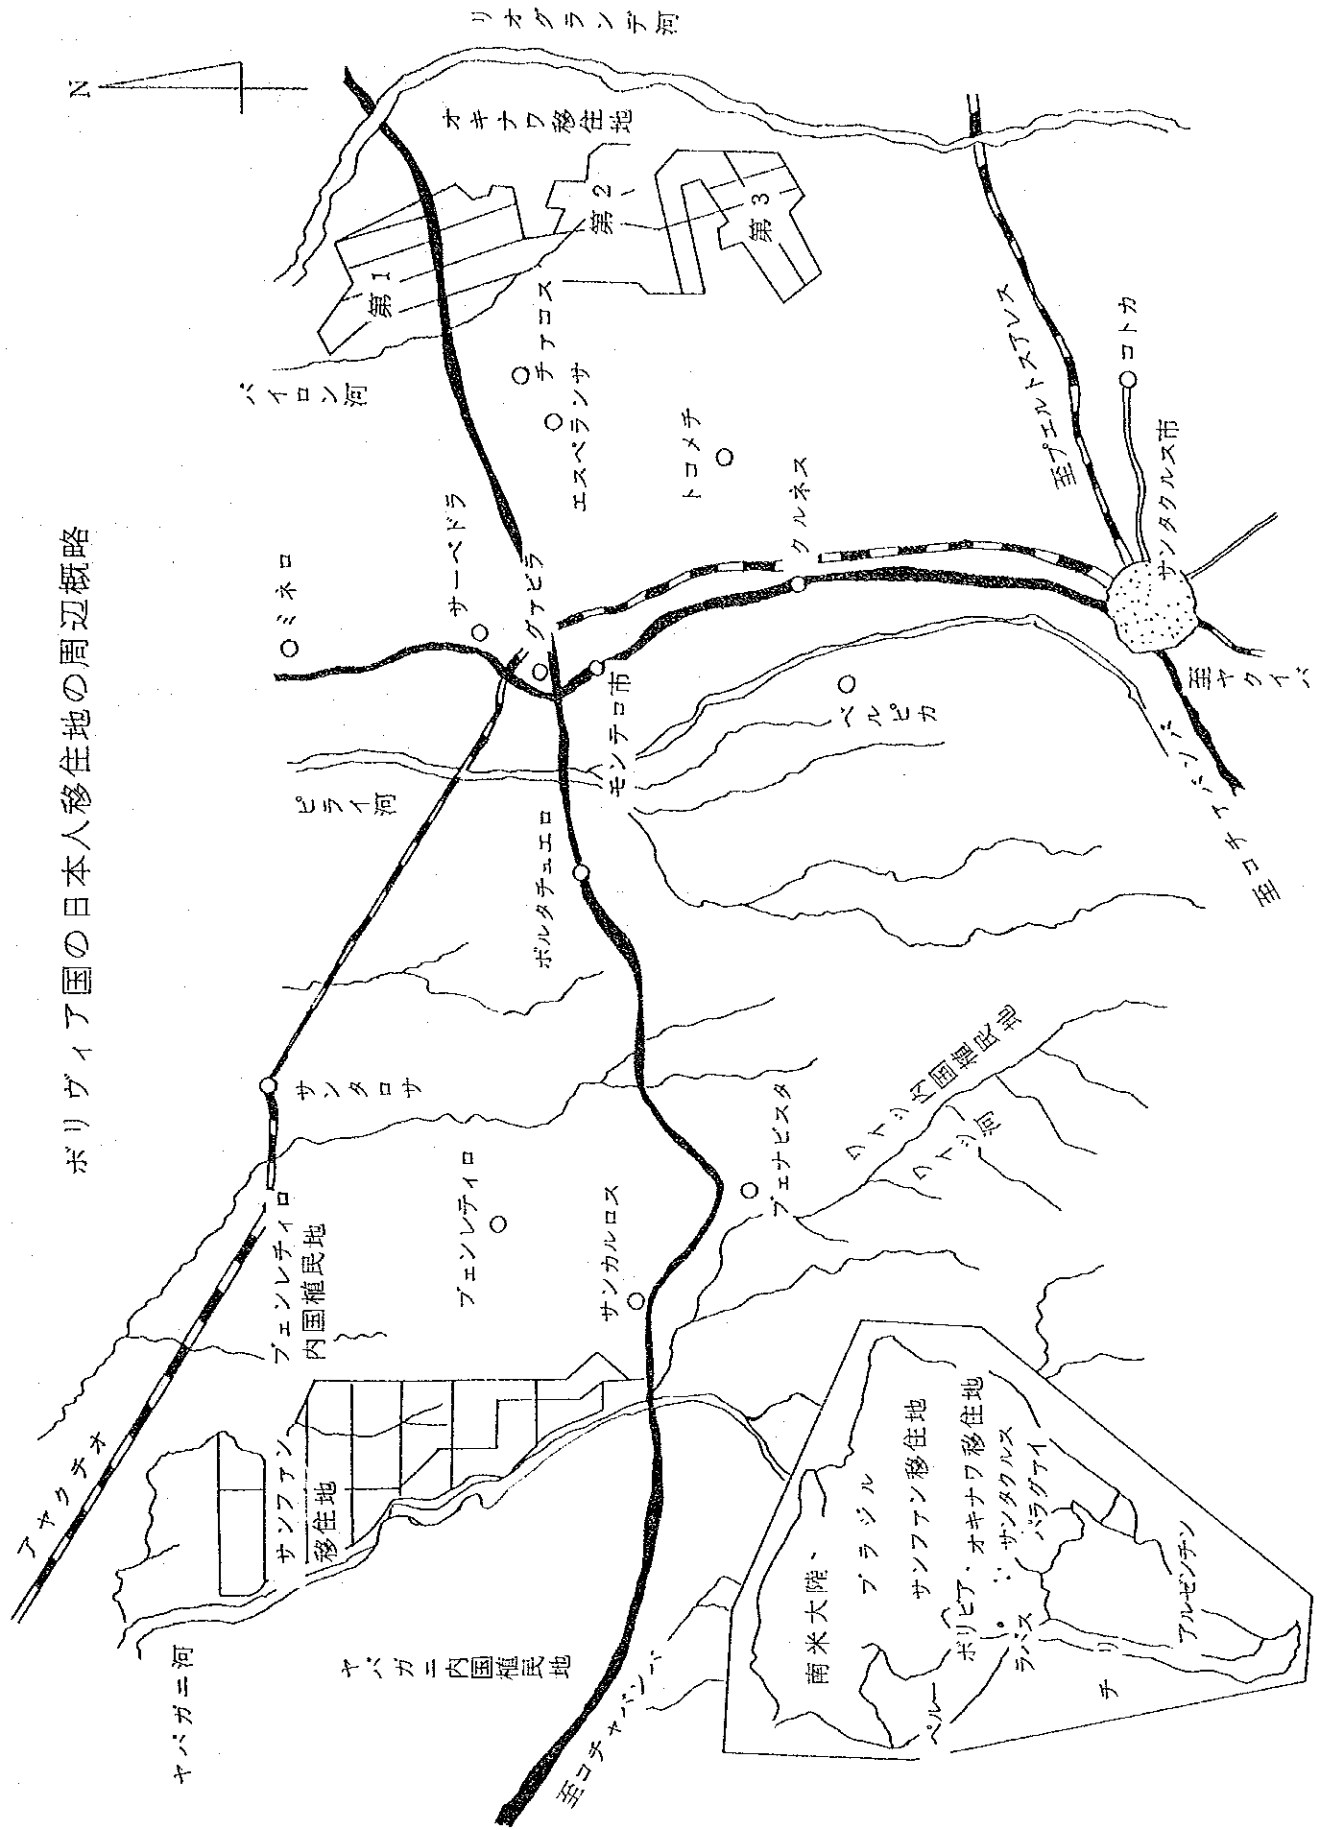 ボリヴィア国の日本人移住地の周辺概略
N
リオグランデ河
オキナワ移住地
第1
第2
第3
パイロン河
チァコス
エスペランサ
トコメチ
クルネス
至プエルトスアレス
コトカ
サンタクルス市
至ヤクイバ
至コチァバンバ
ミネロ
サーベドラ
グァビラ
モンテロ市
ベルビカ
ピライ河
ポルタチュエロ
サンタロサ
ブェンレティロ
内国植民地
ブェンレティロ
サンカルロス
ブェナビスタ
内国植民地
アヤクチオ
サンファン
移住地
ヤパカニ河
ヤパカニ内国植民地
至コチャバンバ
南米大陸
ブラジル
サンファン移住地
ボリビア・オキナワ移住地
サンタクルス
パラグァイ
ペルー
ラパス
チリ
アルゼンチン